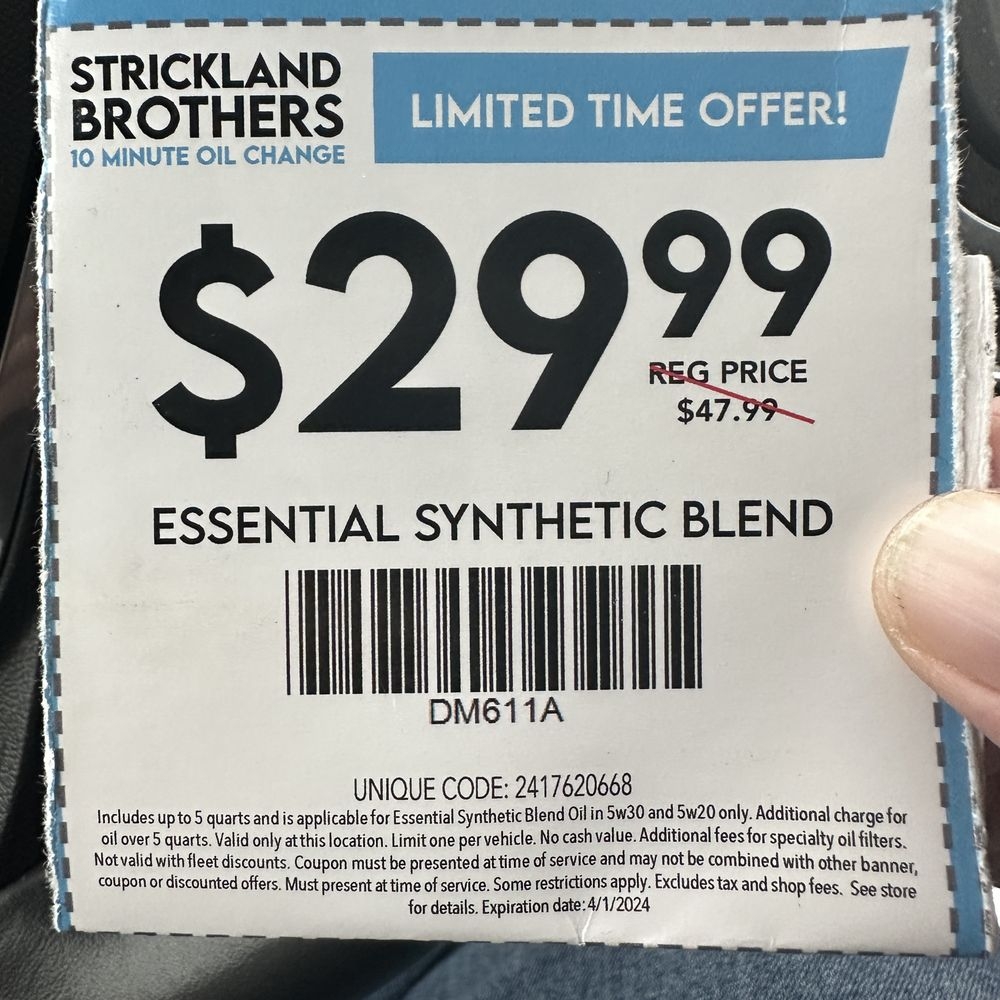 STRICKLAND
BROTHERS
10 MINUTE OIL CHANGE
LIMITED TIME OFFER!
$29.99
REG PRICE
$47.99
ESSENTIAL SYNTHETIC BLEND
DM611A
UNIQUE CODE: 2417620668
Includes up to 5 quarts and is applicable for Essential Synthetic Blend Oil in 5w30 and 5w20 only. Additional charge for
oil over 5 quarts. Valid only at this location. Limit one per vehicle. No cash value. Additional fees for specialty oil filters.
Not valid with fleet discounts. Coupon must be presented at time of service and may not be combined with other banner,
coupon or discounted offers. Must present at time of service. Some restrictions apply. Excludes tax and shop fees. See store
for details. Expiration date: 4/1/2024